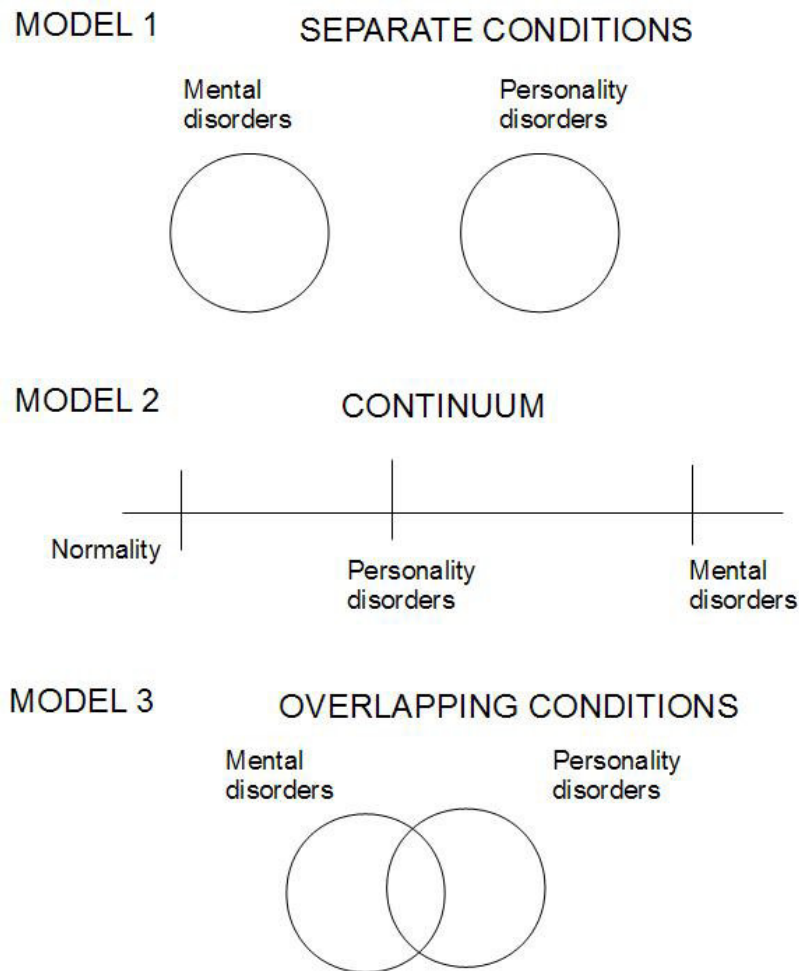 MODEL 1 SEPARATE CONDITIONS
Mental
disorders
Personality
disorders
MODEL 2 CONTINUUM
Normality
Personality
disorders
Mental
disorders
MODEL 3 OVERLAPPING CONDITIONS
Mental
disorders
Personality
disorders